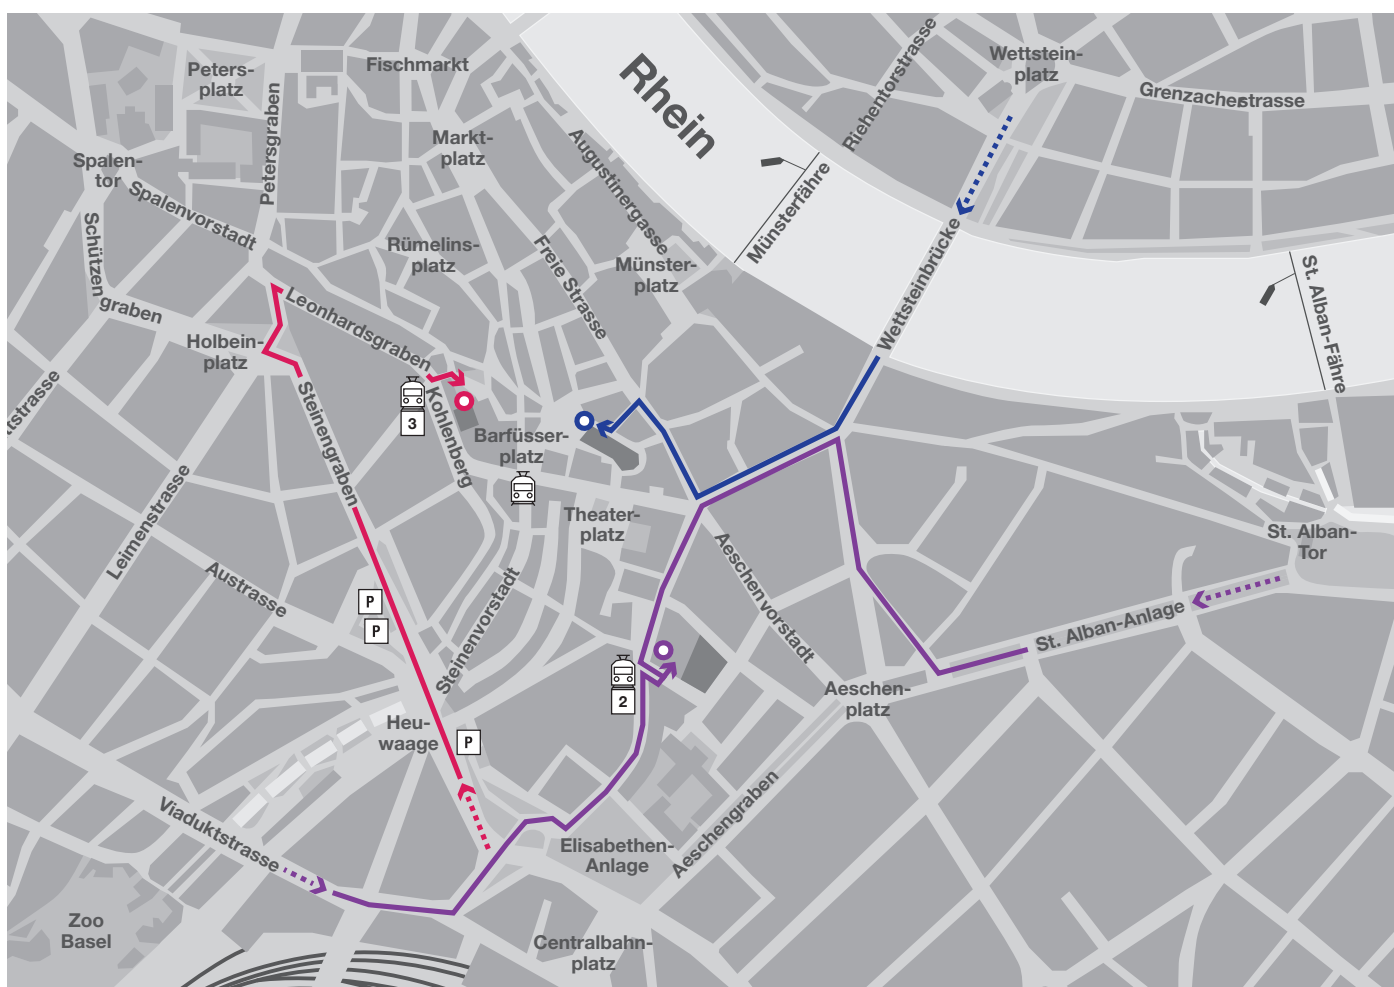 Peters-
platz
Fischmarkt
Rhein
Riehentorstrasse
Wettstein-
platz
Grenzacherstrasse
Petersgraben
Markt-
platz
Augustinergasse
Spalen-
tor
Spalenvorstadt
Münsterfähre
Schützen
graben
Rümelins-
platz
Freie Strasse
Münster-
platz
Wettsteinbrücke
St. Alban-Fähre
Leonhardsgraben
Holbein-
platz
ttstrasse
Steinengraben
3
Kohlenberg
Barfüsser-
platz
Leimenstrasse
Theater-
platz
Aeschenvorstadt
St. Alban-
Tor
Austrasse
P
P
Steinenvorstadt
St. Alban-Anlage
2
Aeschen-
platz
Heu-
waage
P
Viaduktstrasse
Elisabethen-
Anlage
Aeschengraben
Zoo
Basel
Centralbahn-
platz